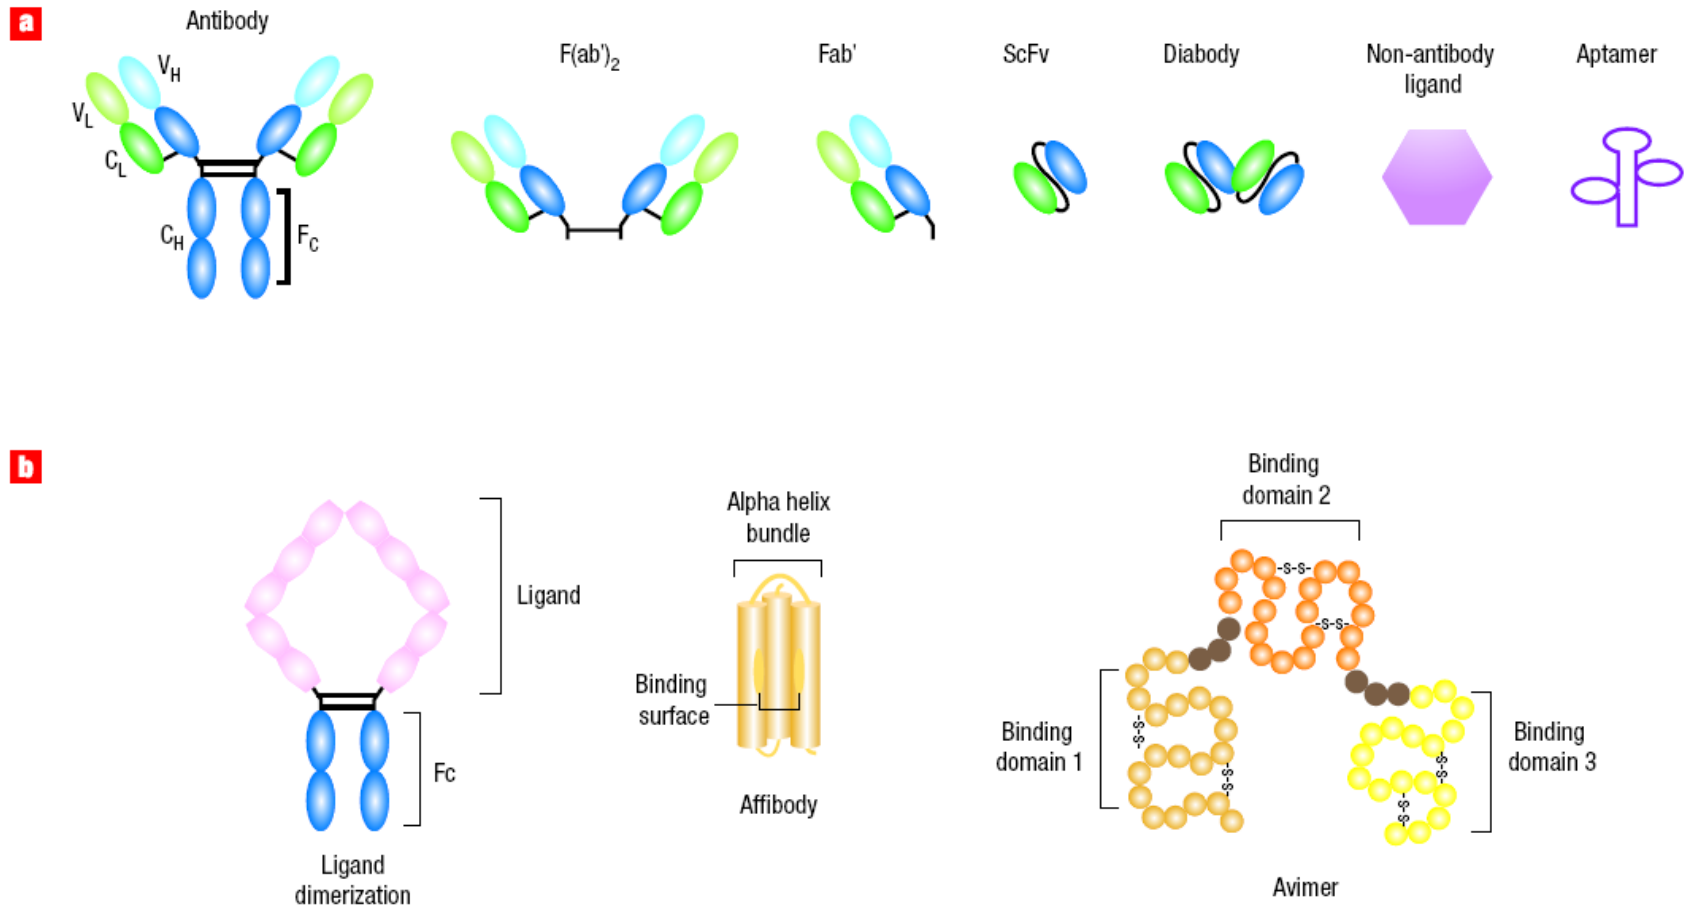 a
Antibody
F(ab')2
Fab'
ScFv
Diabody
Non-antibody
ligand
Aptamer
VH
VL
CL
CH
FC
b
Ligand
Fc
Ligand
dimerization
Alpha helix
bundle
Binding
surface
Affibody
Binding
domain 2
-S-S-
-S-S-
Binding
domain 1
-S-S-
-S-S-
Binding
domain 3
-S-S-
-S-S-
Avimer